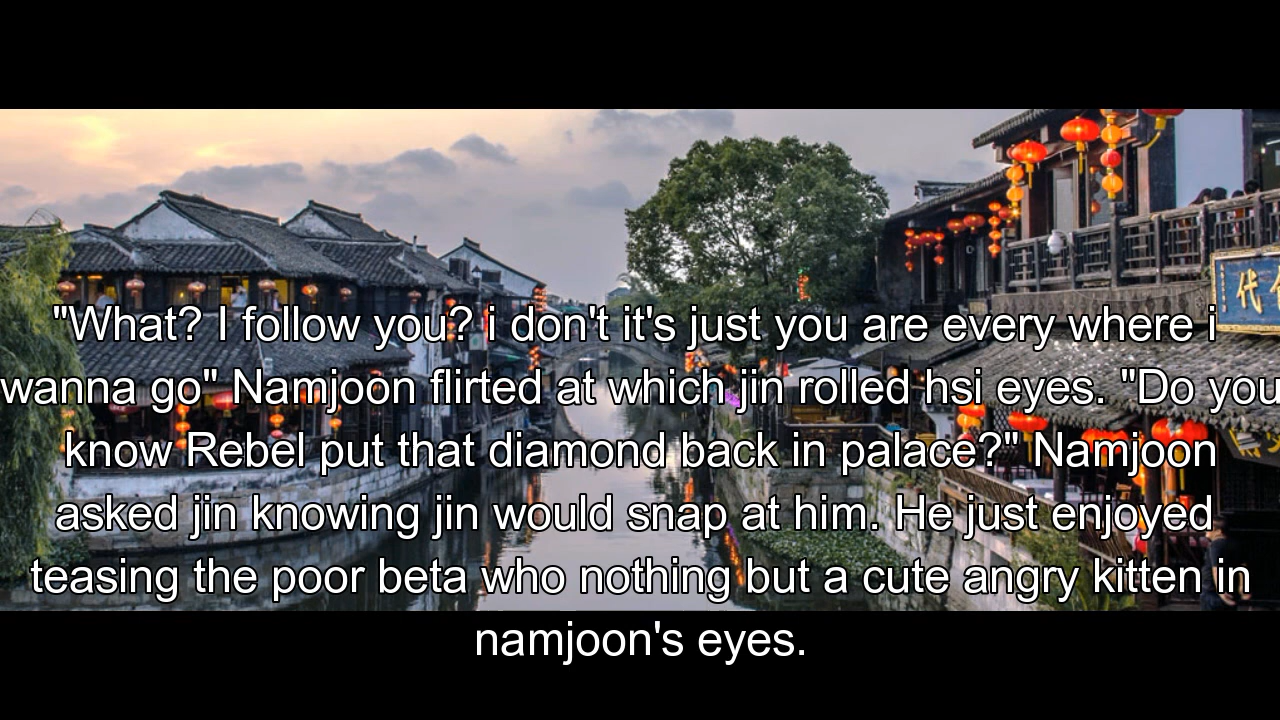 "What? I follow you? i don't it's just you are every where i
wanna go" Namjoon flirted at which jin rolled hsi eyes. "Do you
know Rebel put that diamond back in palace?" Namjoon
asked jin knowing jin would snap at him. He just enjoyed
teasing the poor beta who nothing but a cute angry kitten in
namjoon's eyes.
代